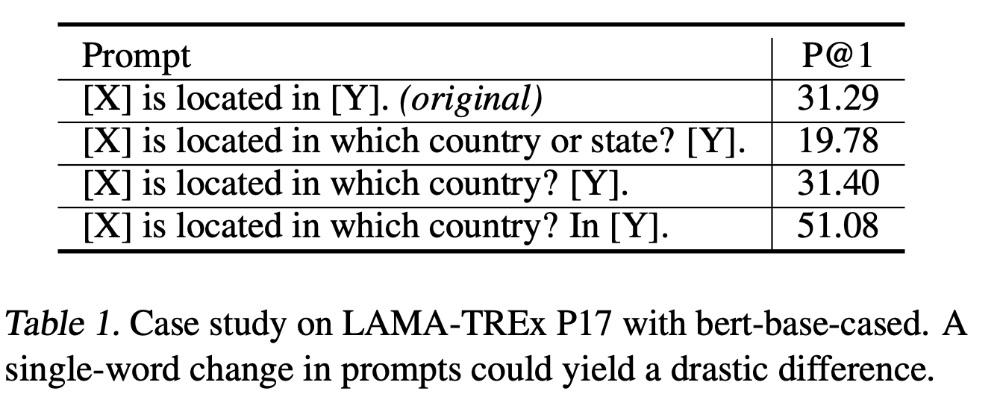 Prompt P@1
[X] is located in [Y]. (original) 31.29
[X] is located in which country or state? [Y]. 19.78
[X] is located in which country? [Y]. 31.40
[X] is located in which country? In [Y]. 51.08
Table 1. Case study on LAMA-TREx P17 with bert-base-cased. A
single-word change in prompts could yield a drastic difference.